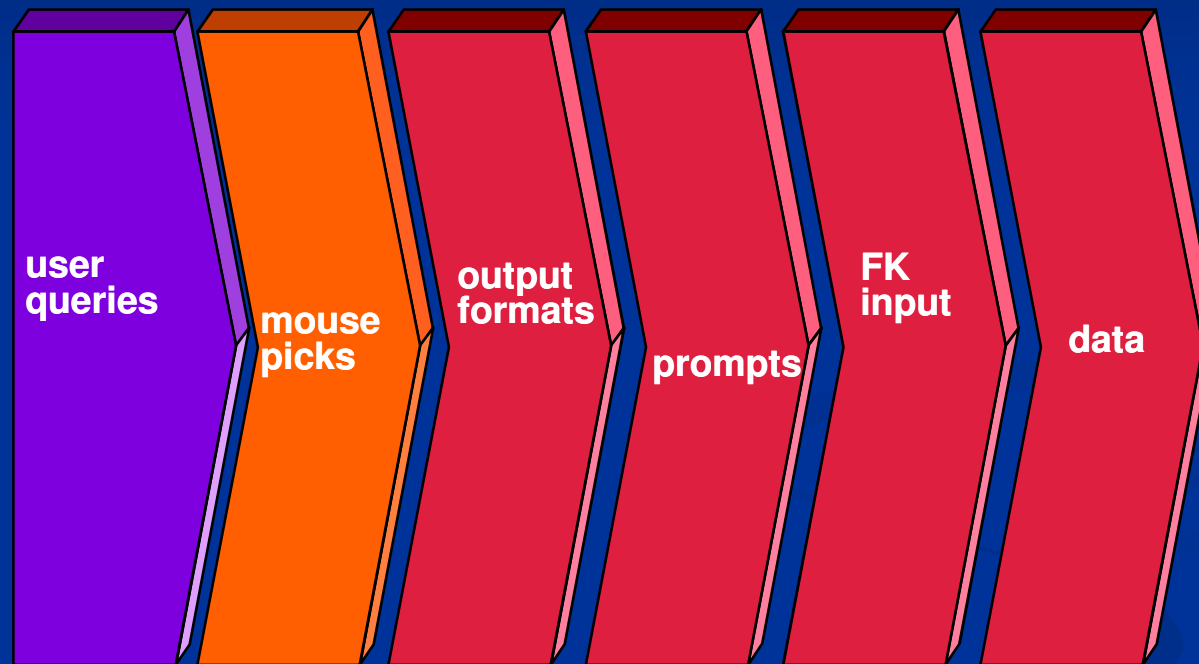 user
queries
mouse
picks
output
formats
prompts
FK
input
data